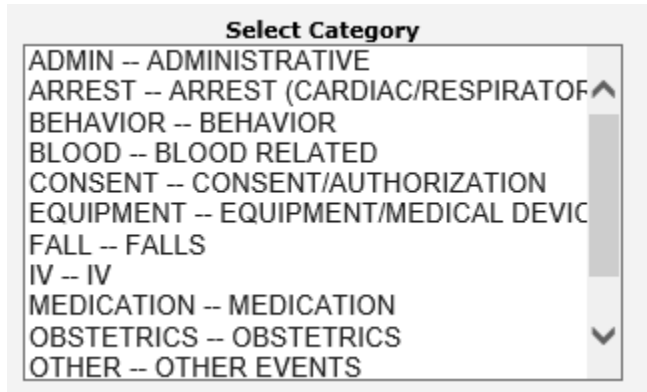 Select Category
ADMIN -- ADMINISTRATIVE
ARREST -- ARREST (CARDIAC/RESPIRATOR
BEHAVIOR -- BEHAVIOR
BLOOD -- BLOOD RELATED
CONSENT -- CONSENT/AUTHORIZATION
EQUIPMENT -- EQUIPMENT/MEDICAL DEVIC
FALL -- FALLS
IV -- IV
MEDICATION -- MEDICATION
OBSTETRICS -- OBSTETRICS
OTHER -- OTHER EVENTS